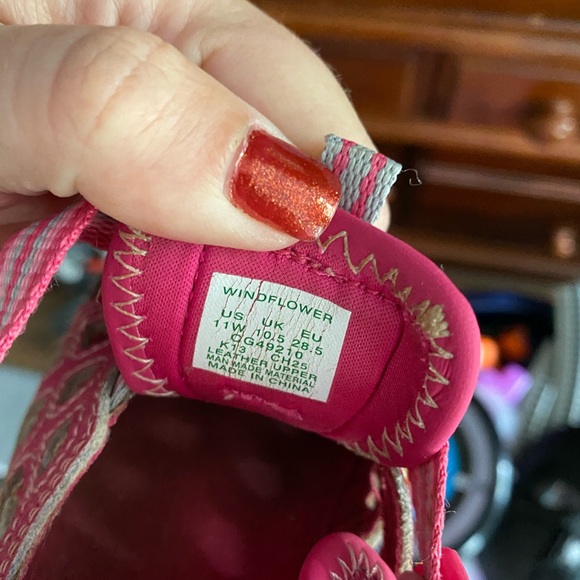 WINDFLOWER
US UK EU
11W 10.5 28.5
CG49210
K13 CH25
LEATHER UPPER
MAN MADE MATERIAL
MADE IN CHINA